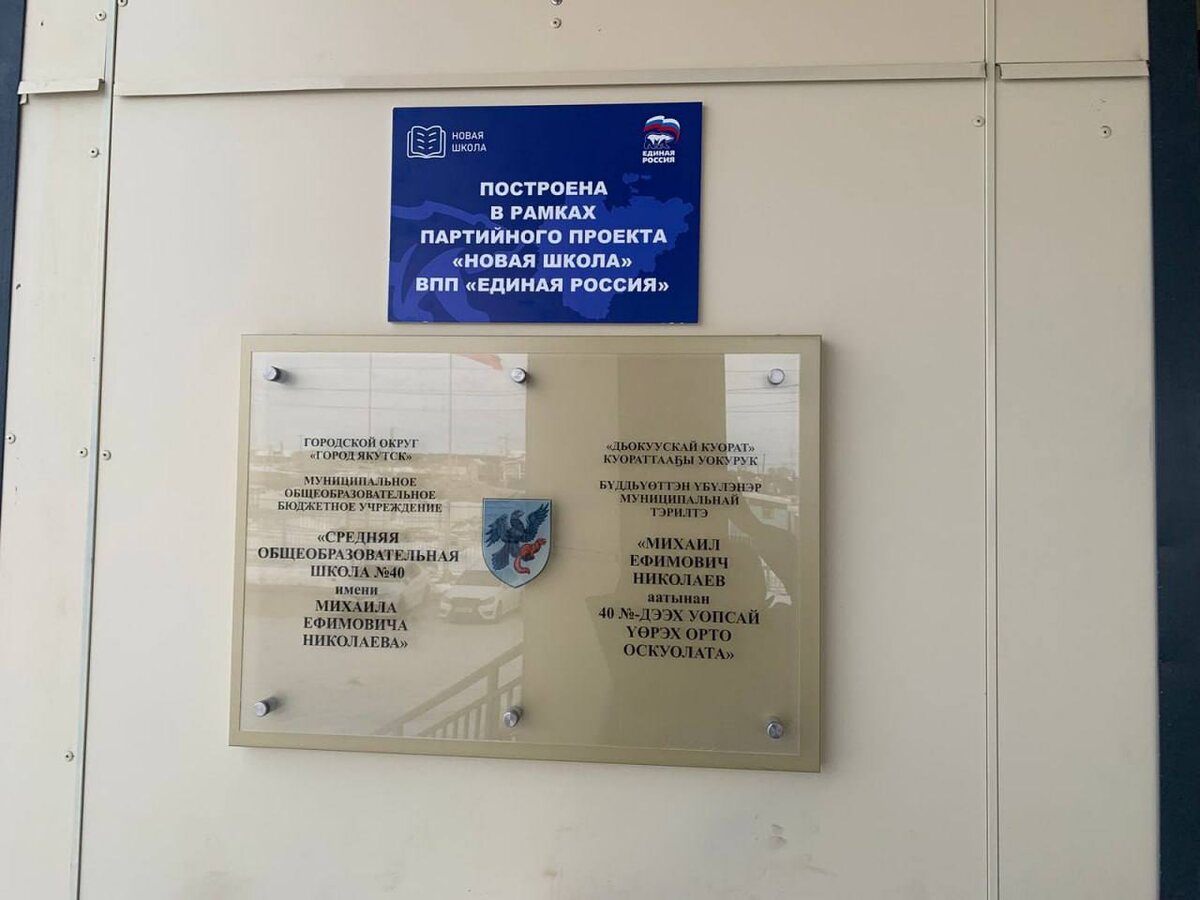 НОВАЯ
ШКОЛА
ЕДИНАЯ
РОССИЯ
ПОСТРОЕНА
В РАМКАХ
ПАРТИЙНОГО ПРОЕКТА
«НОВАЯ ШКОЛА»
ВПП «ЕДИНАЯ РОССИЯ»
ГОРОДСКОЙ ОКРУГ
«ГОРОД ЯКУТСК»
МУНИЦИПАЛЬНОЕ
ОБЩЕОБРАЗОВАТЕЛЬНОЕ
БЮДЖЕТНОЕ УЧРЕЖДЕНИЕ
«СРЕДНЯЯ
ОБЩЕОБРАЗОВАТЕЛЬНАЯ
ШКОЛА №40
имени
МИХАИЛА
ЕФИМОВИЧА
НИКОЛАЕВА»
«ДЬОКУУСКАЙ КУОРАТ»
КУОРАТТААҔЫ УОКУРУК
БҮДДЬҮӨТТЭН ҮБҮЛЭНЭР
МУНИЦИПАЛЬНАЙ
ТЭРИЛТЭ
«МИХАИЛ
ЕФИМОВИЧ
НИКОЛАЕВ
аатынан
40 №-ДЭЭХ УОПСАЙ
ҮӨРЭХ ОРТО
ОСКУОЛАТА»